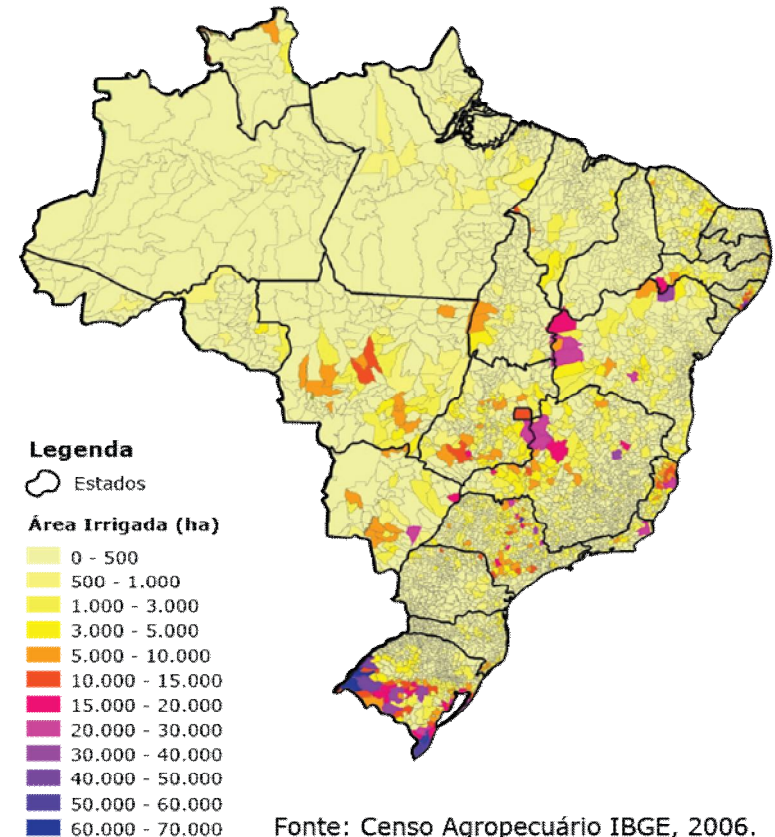 Legenda
Estados
Área Irrigada (ha)
0 - 500
500 - 1.000
1.000 - 3.000
3.000 - 5.000
5.000 - 10.000
10.000 - 15.000
15.000 - 20.000
20.000 - 30.000
30.000 - 40.000
40.000 - 50.000
50.000 - 60.000
60.000 - 70.000
Fonte: Censo Agropecuário IBGE, 2006.